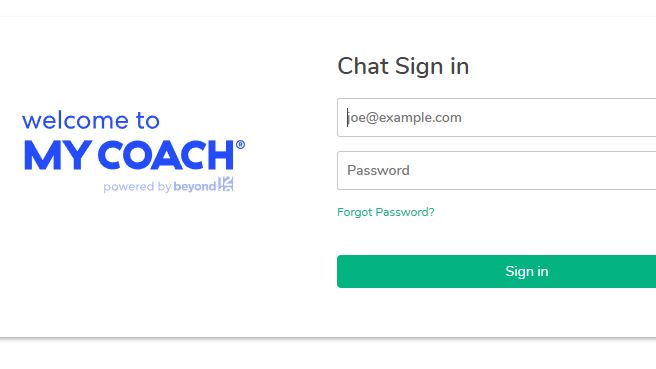 welcome to
MY COACH®
powered by beyond12
Chat Sign in
joe@example.com
Password
Forgot Password?
Sign in